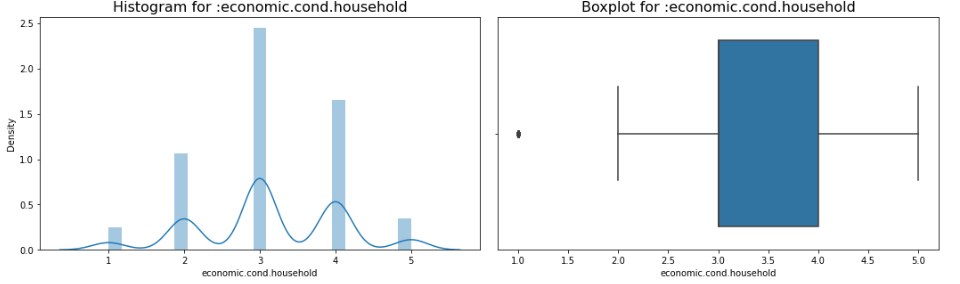 Histogram for :economic.cond.household
2.5
2.0
1.5
1.0
0.5
0.0
Density
1 2 3 4 5
economic.cond.household
Boxplot for :economic.cond.household
1.0 1.5 2.0 2.5 3.0 3.5 4.0 4.5 5.0
economic.cond.household